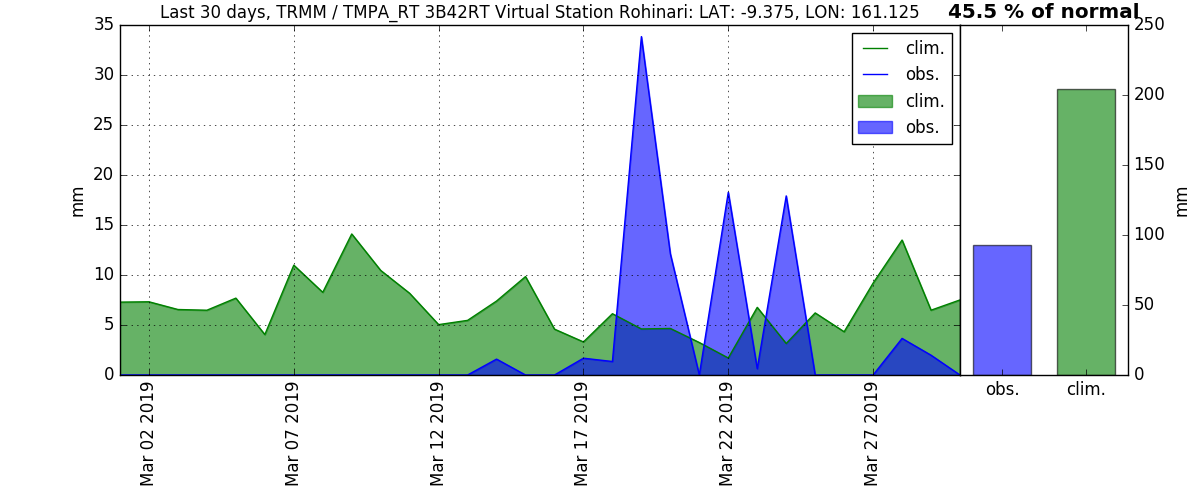 Last 30 days, TRMM / TMPA_RT 3B42RT Virtual Station Rohinari: LAT: -9.375, LON: 161.125
45.5 % of normal
35
30
25
20
15
10
5
0
mm
clim.
obs.
clim.
obs.
Mar 02 2019
Mar 07 2019
Mar 12 2019
Mar 17 2019
Mar 22 2019
Mar 27 2019
250
200
150
100
50
0
mm
obs.
clim.